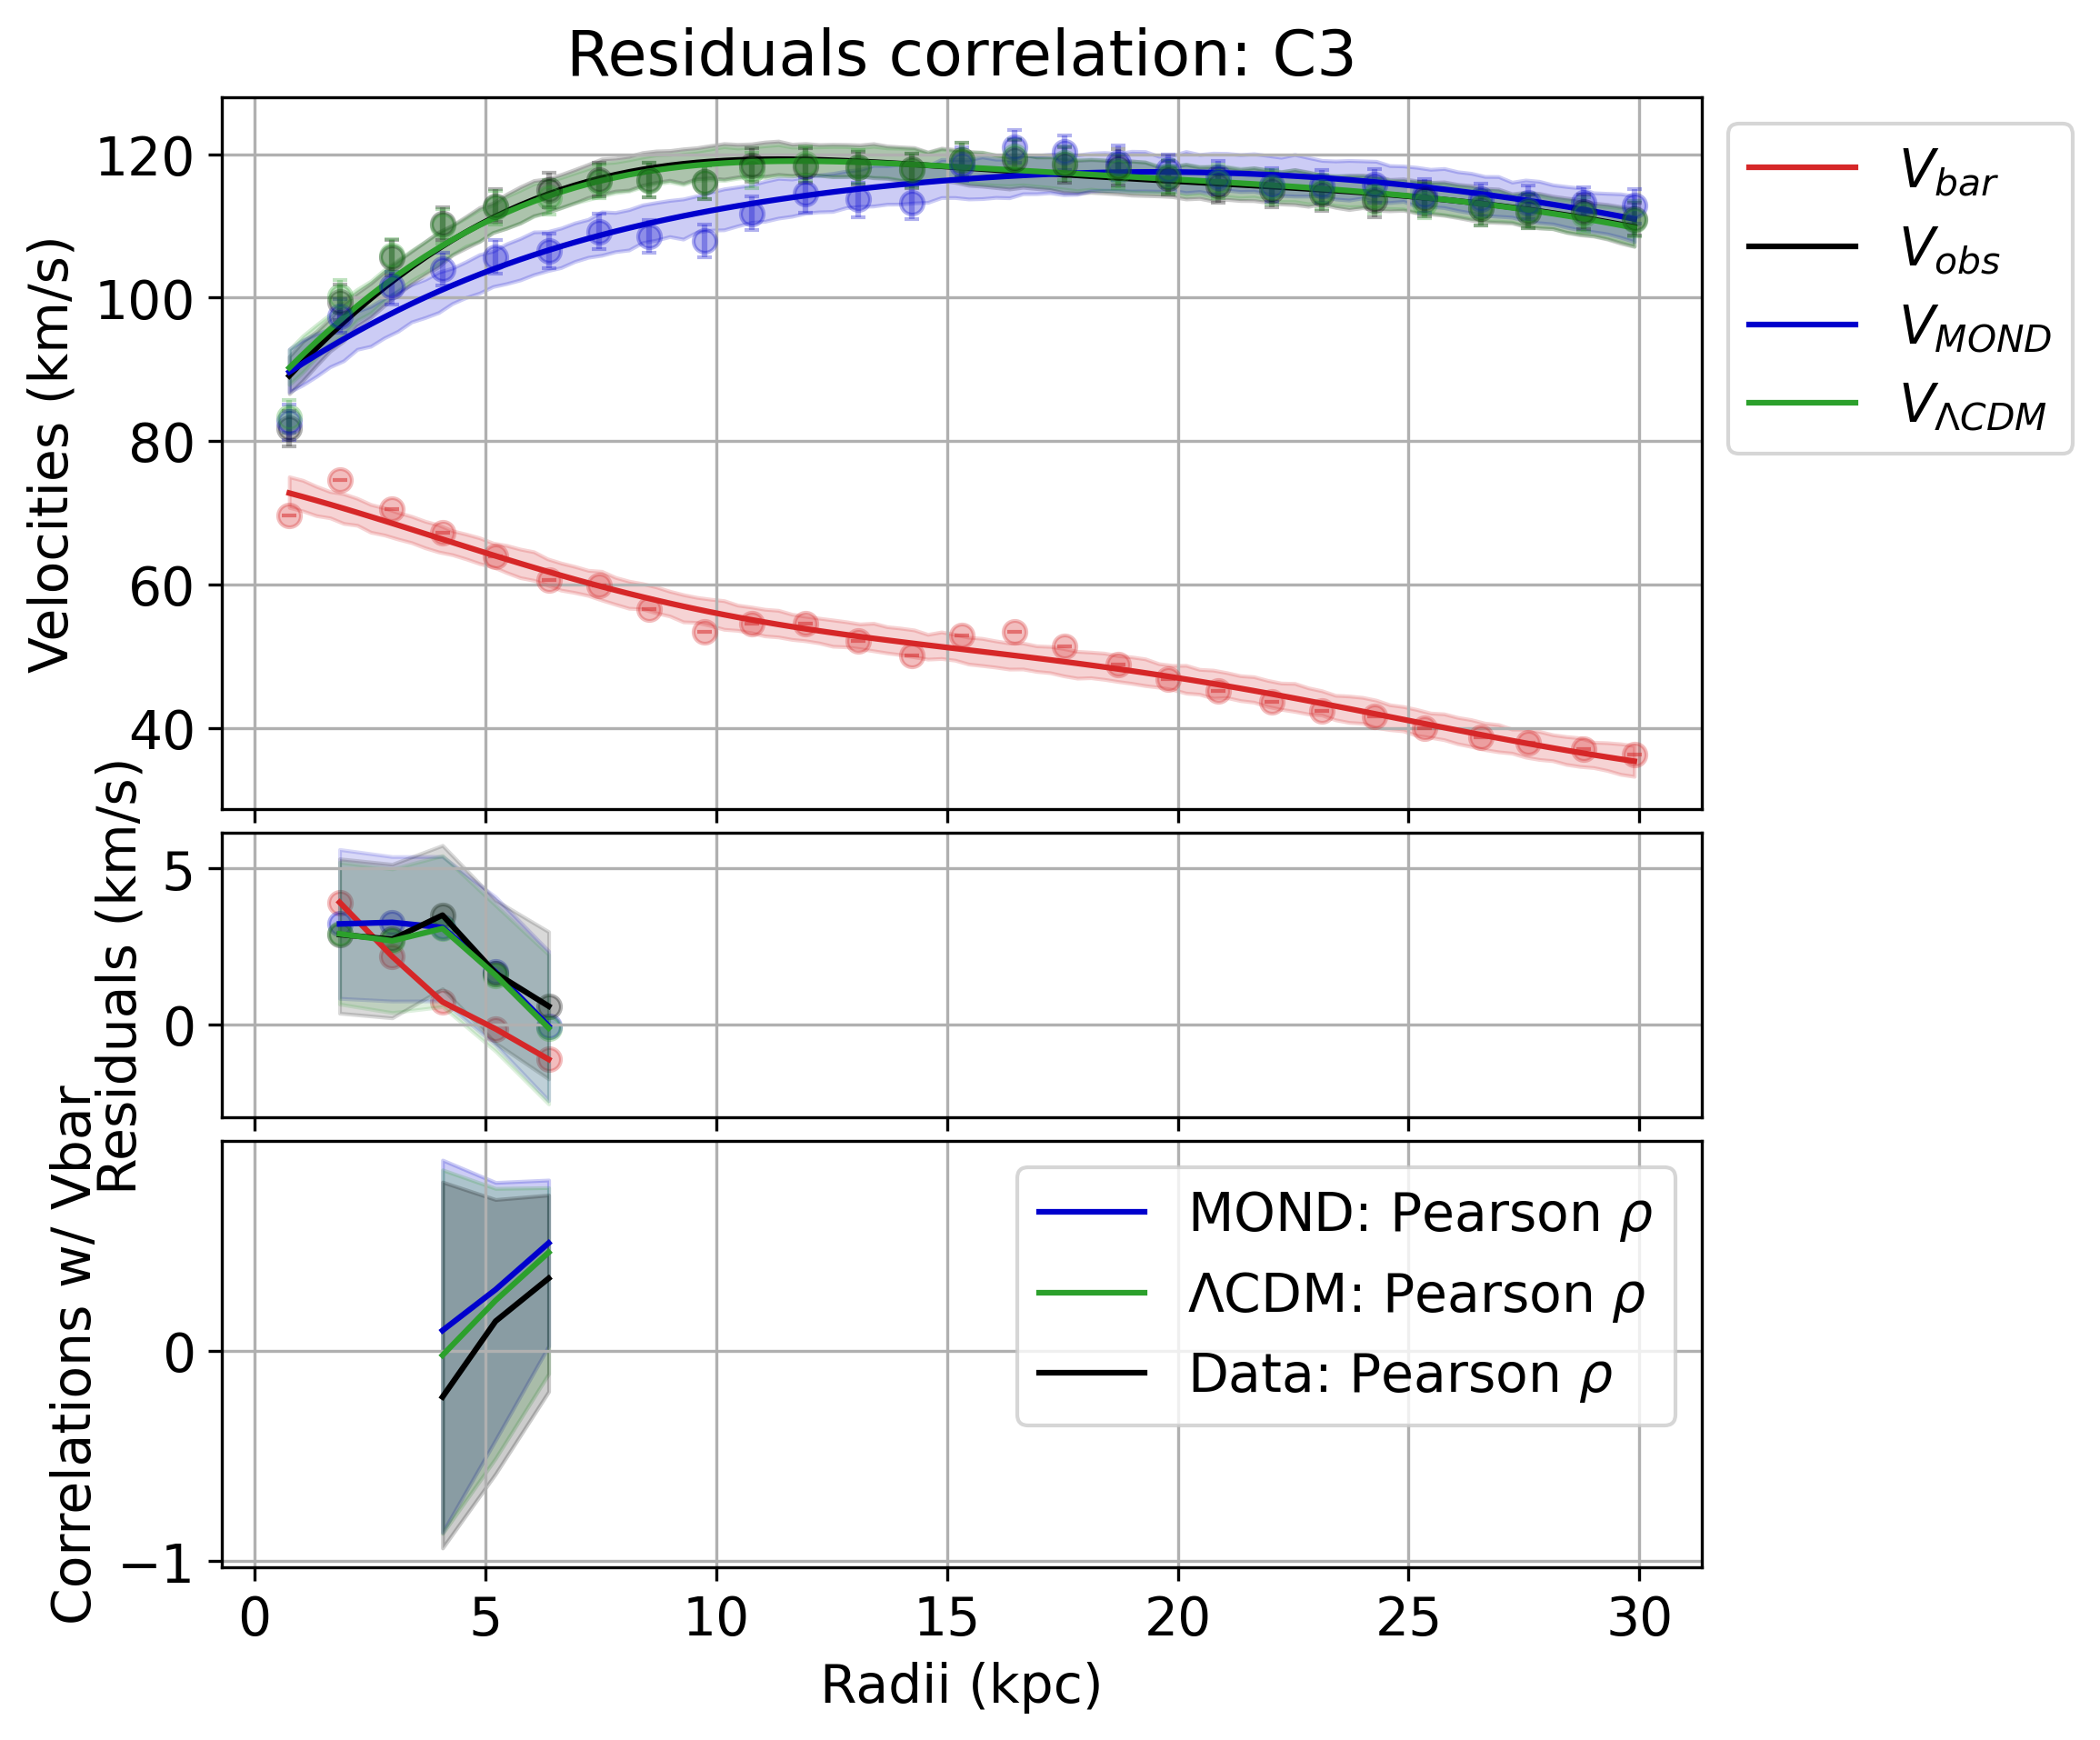 Residuals correlation: C3
Velocities (km/s)
120
100
80
60
40
V_bar
V_obs
V_MOND
V_ΛCDM
Residuals (km/s)
5
0
Correlations w/ Vbar
0
−1
MOND: Pearson ρ
ΛCDM: Pearson ρ
Data: Pearson ρ
0 5 10 15 20 25 30
Radii (kpc)